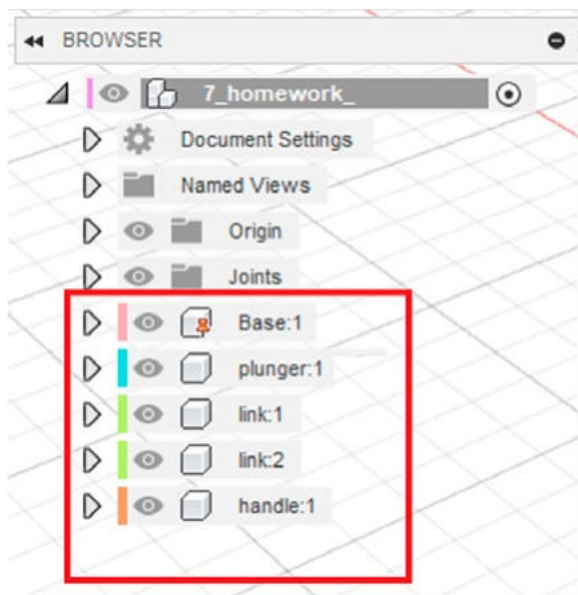 BROWSER
7_homework_
Document Settings
Named Views
Origin
Joints
Base:1
plunger:1
link:1
link:2
handle:1